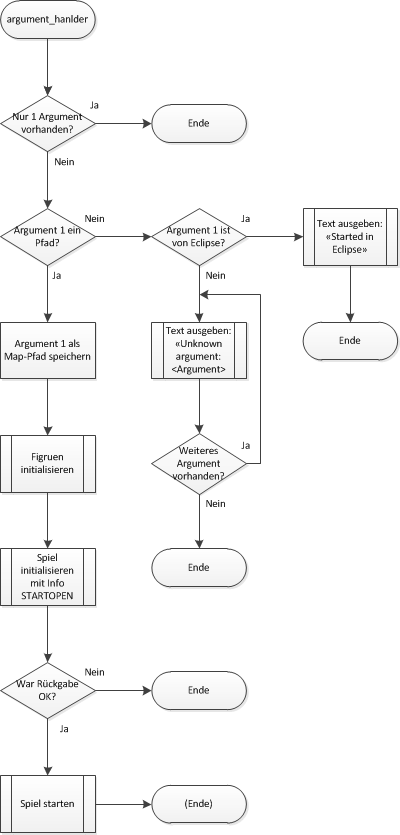 argument_hanlder
Nur 1 Argument
vorhanden?
Ja
Ende
Nein
Argument 1 ein
Pfad?
Nein
Argument 1 ist
von Eclipse?
Ja
Text ausgeben:
«Started in
Eclipse»
Ja
Nein
Ende
Argument 1 als
Map-Pfad speichern
Text ausgeben:
«Unknown
argument:
<Argument>
Figruen
initialisieren
Weiteres
Argument
vorhanden?
Ja
Nein
Ende
Spiel
initialisieren
mit Info
STARTOPEN
War Rückgabe
OK?
Nein
Ende
Ja
Spiel starten
(Ende)